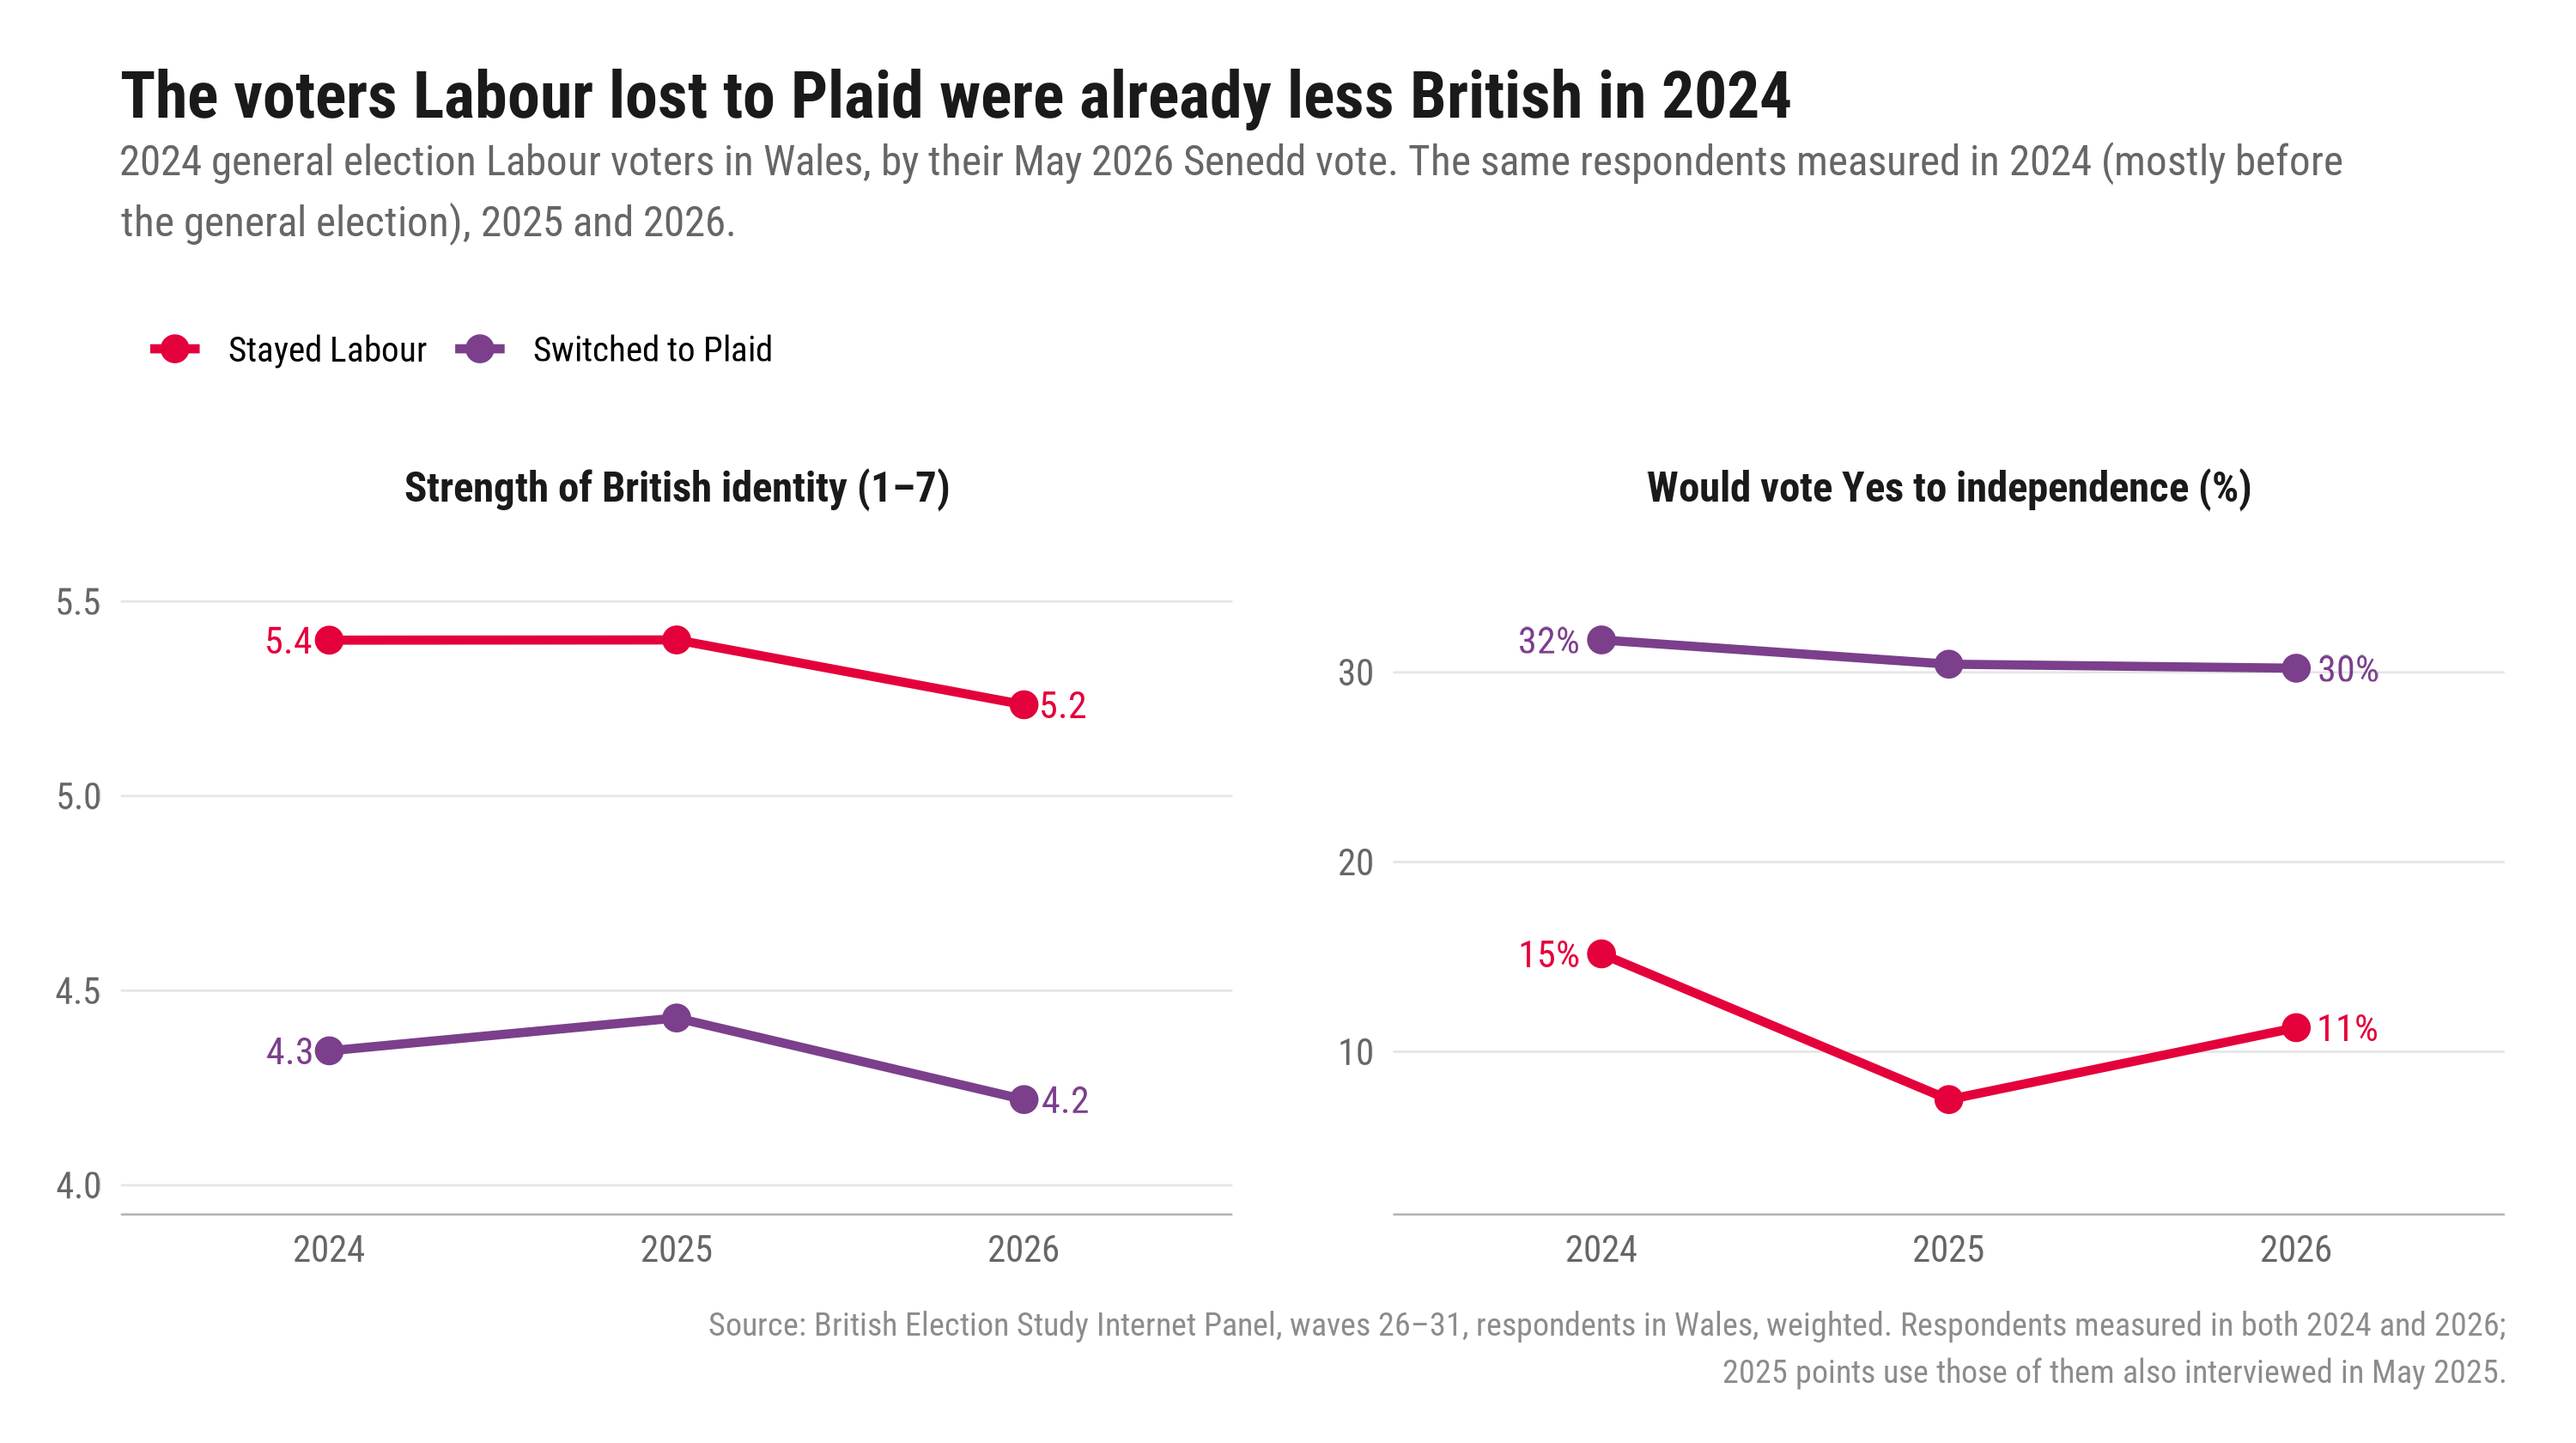 The voters Labour lost to Plaid were already less British in 2024
2024 general election Labour voters in Wales, by their May 2026 Senedd vote. The same respondents measured in 2024 (mostly before
the general election), 2025 and 2026.
Stayed Labour
Switched to Plaid
Strength of British identity (1–7)
5.5
5.0
4.5
4.0
5.4
5.2
4.3
4.2
2024
2025
2026
Would vote Yes to independence (%)
30
20
10
32%
30%
15%
11%
2024
2025
2026
Source: British Election Study Internet Panel, waves 26–31, respondents in Wales, weighted. Respondents measured in both 2024 and 2026;
2025 points use those of them also interviewed in May 2025.